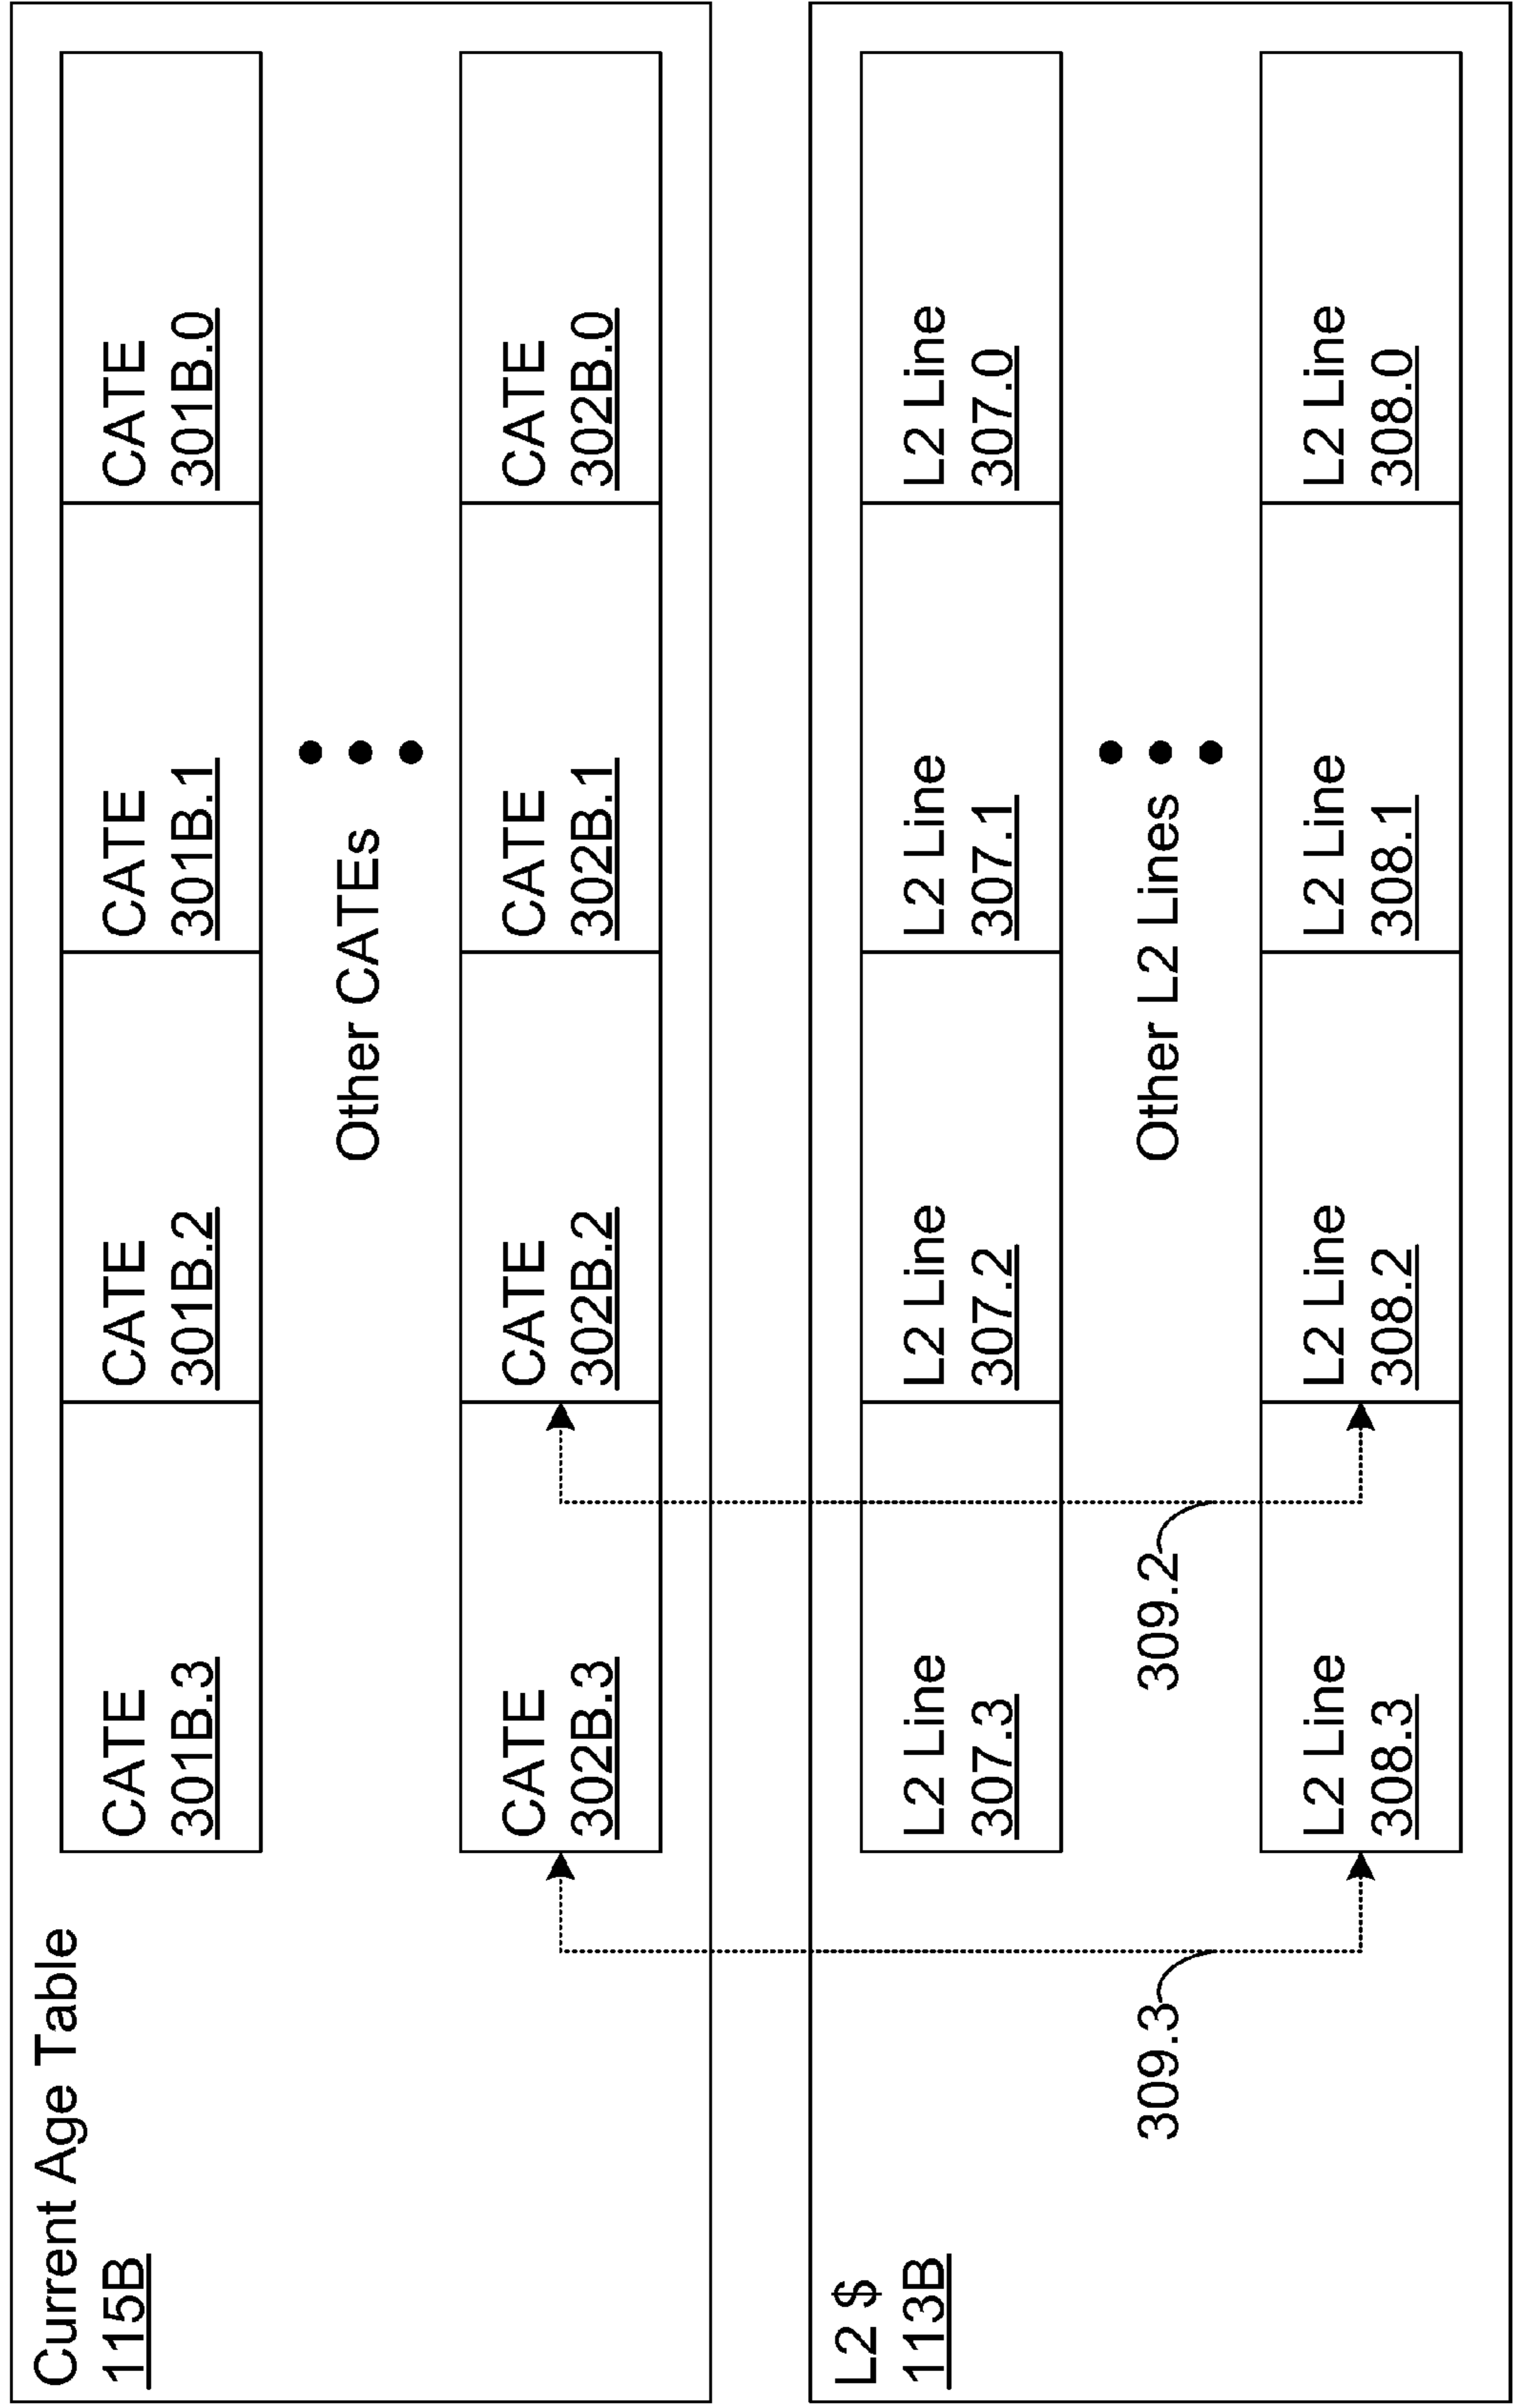 Current Age Table
115B
CATE
301B.3
CATE
301B.2
CATE
301B.1
CATE
301B.0
Other CATEs
CATE
302B.3
CATE
302B.2
CATE
302B.1
CATE
302B.0
L2 $
113B
L2 Line
307.3
L2 Line
307.2
L2 Line
307.1
L2 Line
307.0
309.3
309.2
Other L2 Lines
L2 Line
308.3
L2 Line
308.2
L2 Line
308.1
L2 Line
308.0